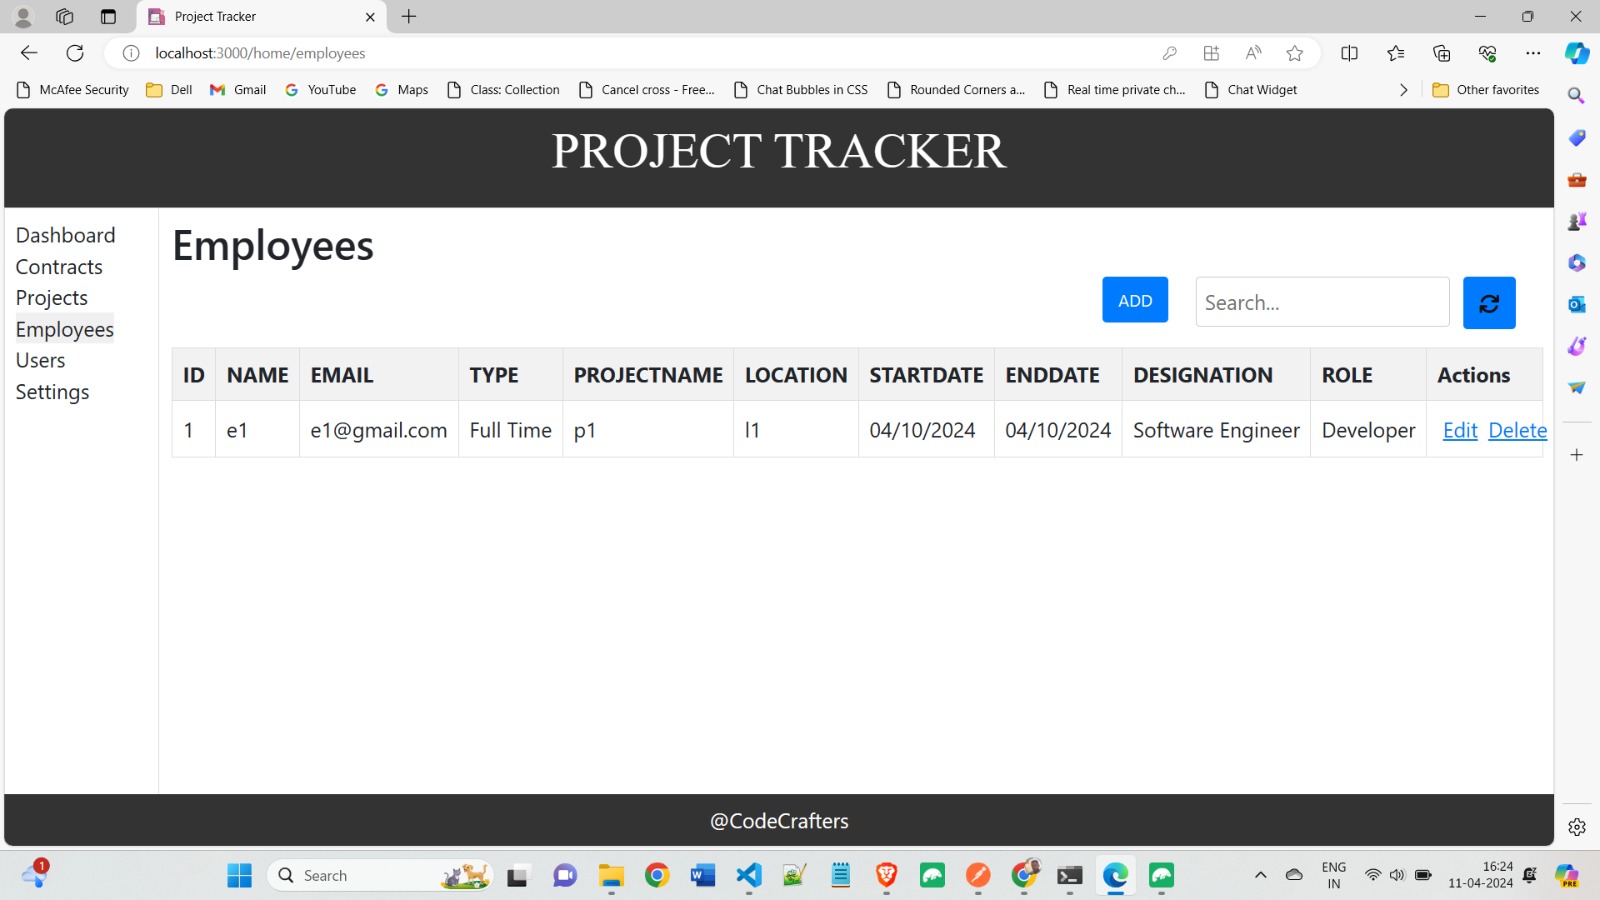 Project Tracker
localhost:3000/home/employees
McAfee Security Dell Gmail YouTube Maps Class: Collection Cancel cross - Free... Chat Bubbles in CSS Rounded Corners a... Real time private ch... Chat Widget Other favorites
PROJECT TRACKER
Dashboard
Contracts
Projects
Employees
Users
Settings
Employees
ADD Search...
ID NAME EMAIL TYPE PROJECTNAME LOCATION STARTDATE ENDDATE DESIGNATION ROLE Actions
1 e1 e1@gmail.com Full Time p1 l1 04/10/2024 04/10/2024 Software Engineer Developer Edit Delete
@CodeCrafters
1
Search
ENG
IN
16:24
11-04-2024
PRE